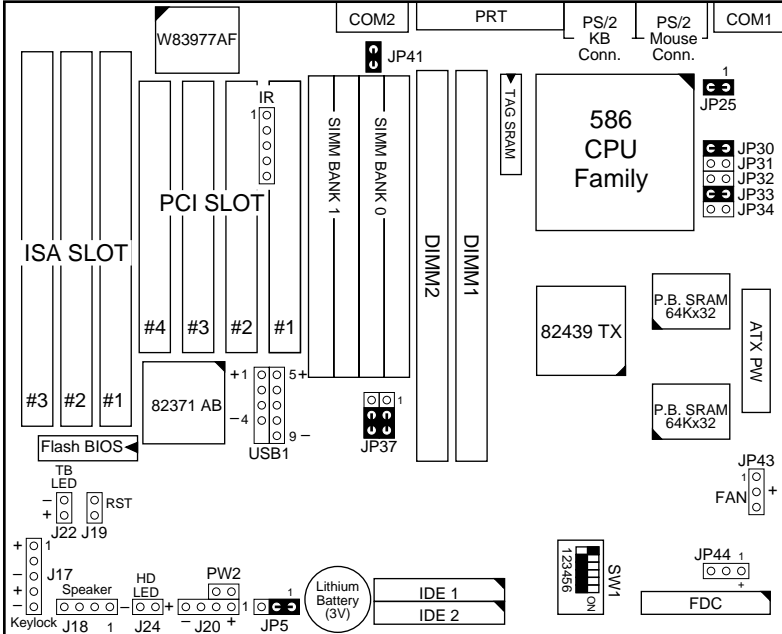 COM2
PRT
PS/2
KB
Conn.
PS/2
Mouse
Conn.
COM1
W83977AF
JP41
1
JP25
IR
1
TAG SRAM
586
CPU
Family
JP30
JP31
JP32
JP33
JP34
SIMM BANK 1
SIMM BANK 0
PCI SLOT
ISA SLOT
DIMM2
DIMM1
#4
#3
#2
#1
82439 TX
P.B. SRAM
64Kx32
ATX PW
#3
#2
#1
82371 AB
+1
5+
−4
9−
USB1
1
JP37
P.B. SRAM
64Kx32
Flash BIOS
TB
LED
−
+
J22
RST
J19
JP43
1
FAN
+
+
1
−
J17
+
−
Keylock
Speaker
J18
1
HD
LED
−
+
J24
PW2
1
−
J20
+
1
JP5
Lithium
Battery
(3V)
IDE 1
IDE 2
123456
ON
SW1
JP44
1
+
FDC